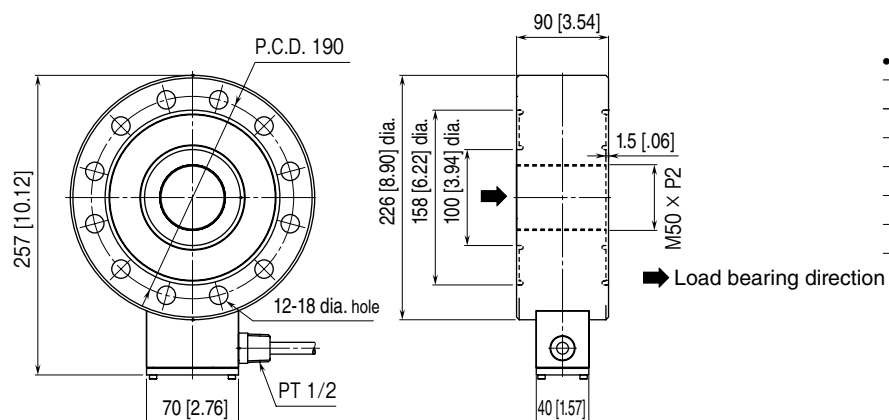 90 [3.54]
P.C.D. 190
257 [10.12]
226 [8.90] dia.
158 [6.22] dia.
100 [3.94] dia.
1.5 [.06]
M50 × P2
Load bearing direction
12-18 dia. hole
PT 1/2
70 [2.76]
40 [1.57]